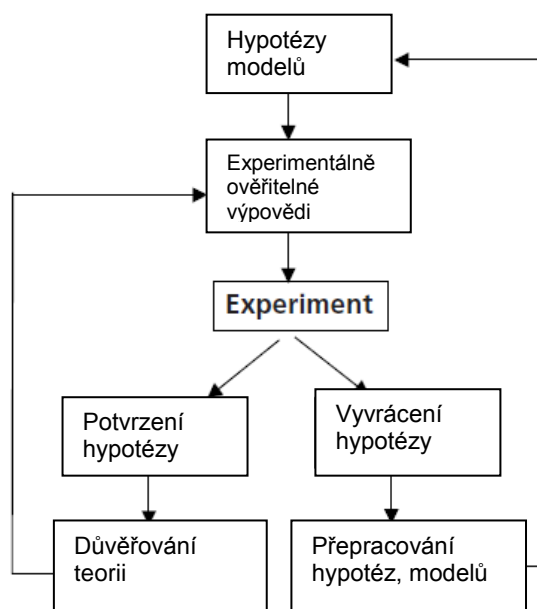 Hypotézy
modelů
Experimentálně
ověřitelné
výpovědi
Experiment
Potvrzení
hypotézy
Vyvrácení
hypotézy
Důvěřování
teorii
Přepracování
hypotéz, modelů